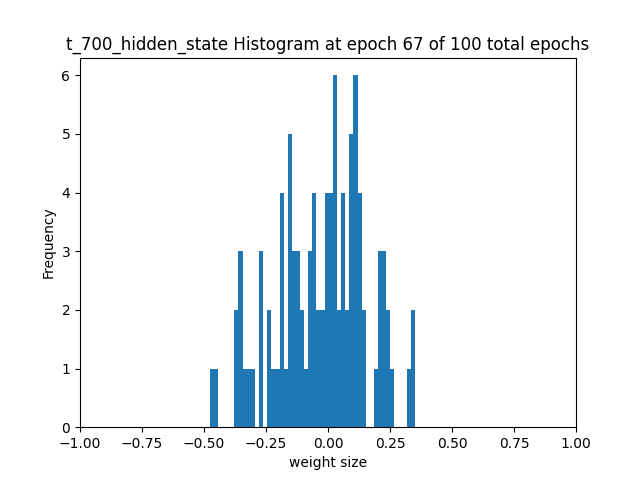 t_700_hidden_state Histogram at epoch 67 of 100 total epochs
6
5
4
3
2
1
0
Frequency
−1.00 −0.75 −0.50 −0.25 0.00 0.25 0.50 0.75 1.00
weight size